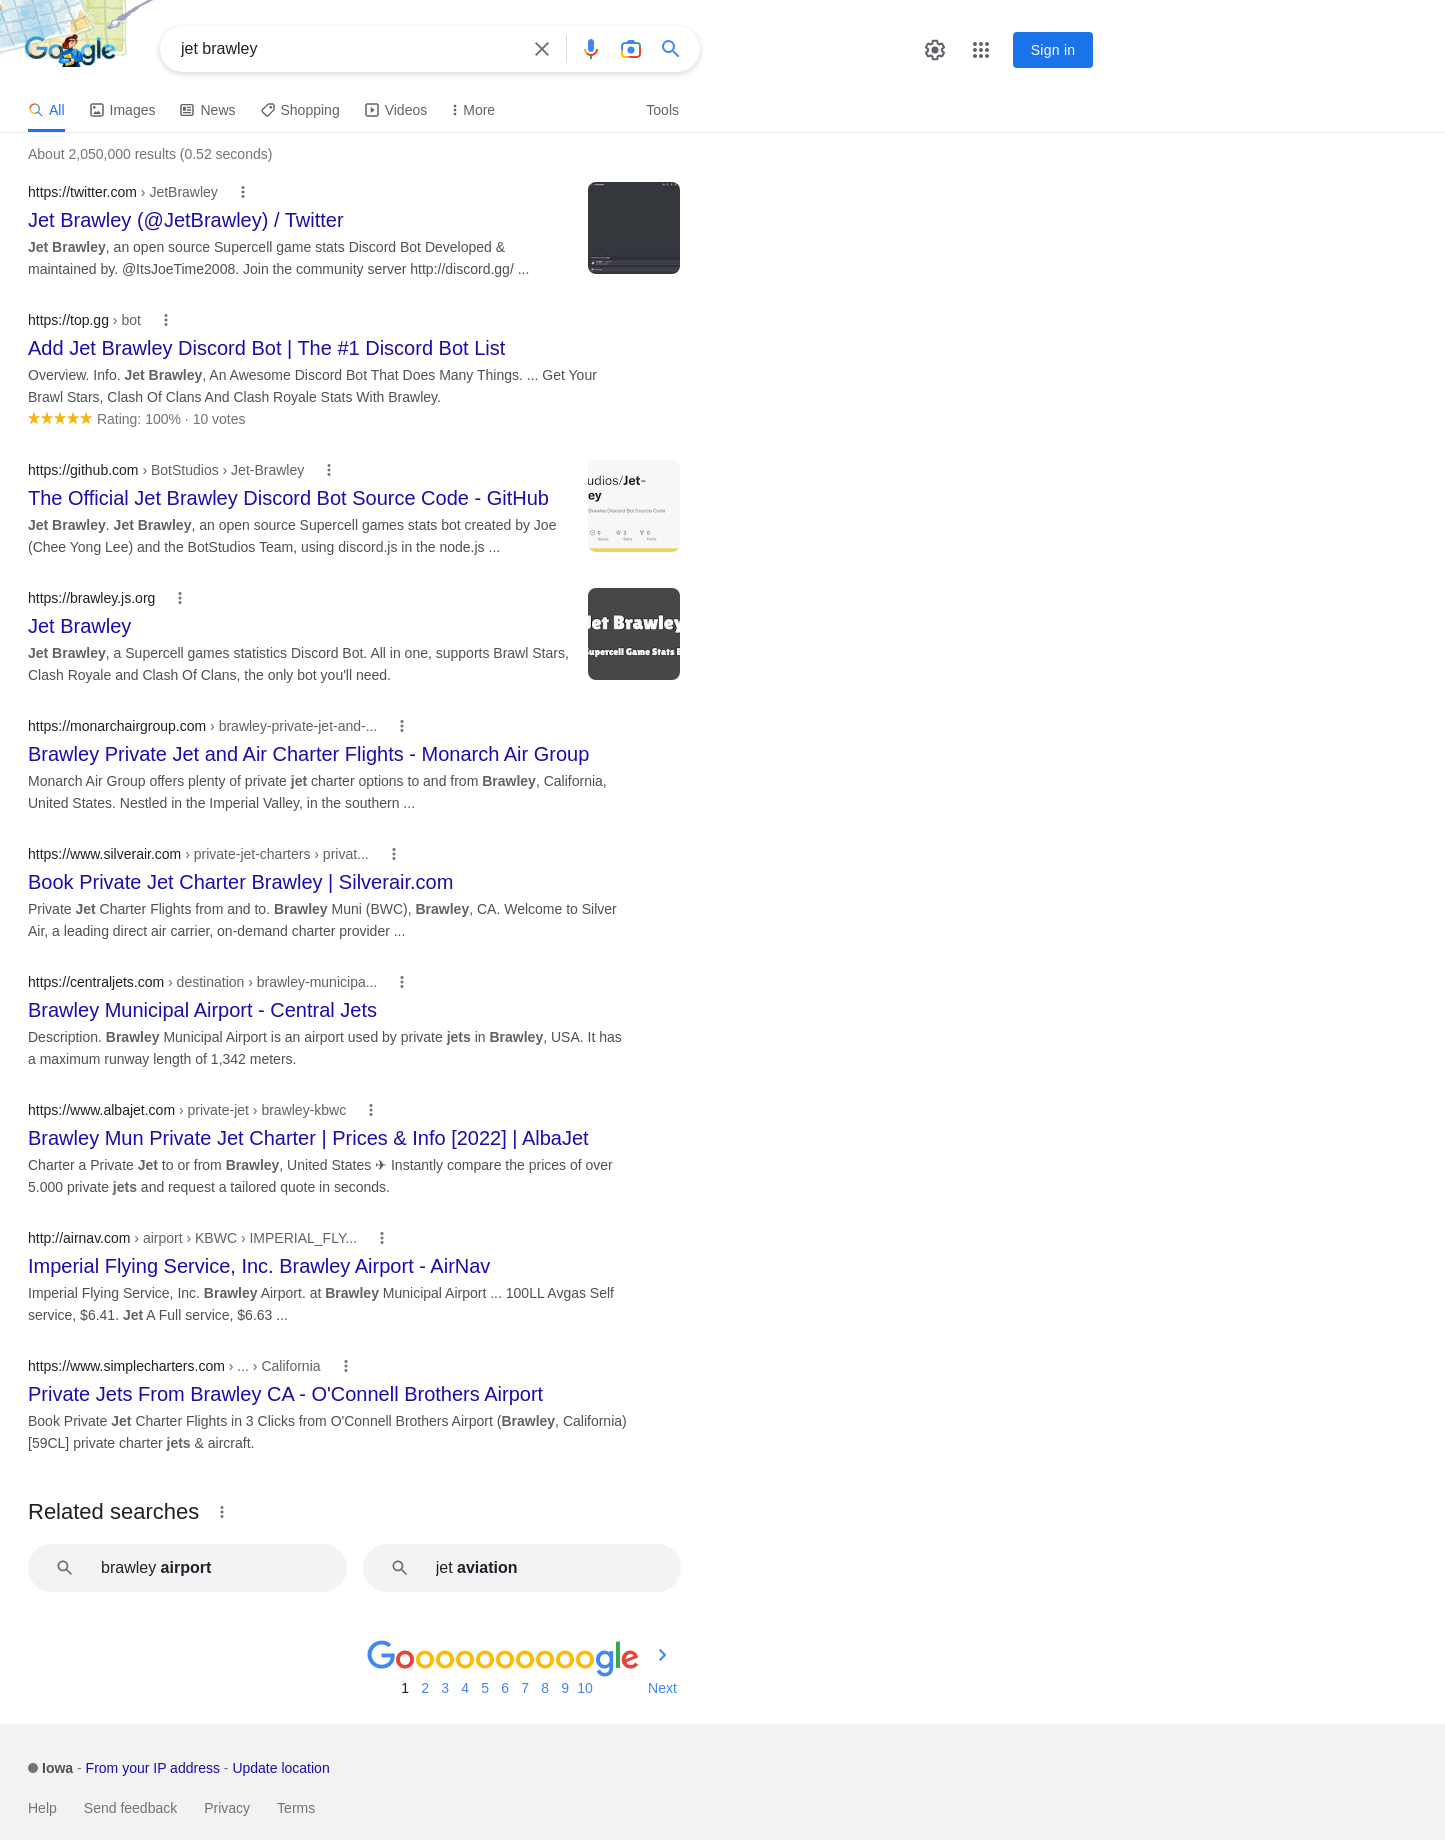 Google
jet brawley
Sign in
All Images News Shopping Videos More Tools
About 2,050,000 results (0.52 seconds)
https://twitter.com › JetBrawley
Jet Brawley (@JetBrawley) / Twitter
Jet Brawley, an open source Supercell game stats Discord Bot Developed &
maintained by. @ItsJoeTime2008. Join the community server http://discord.gg/ ...
https://top.gg › bot
Add Jet Brawley Discord Bot | The #1 Discord Bot List
Overview. Info. Jet Brawley, An Awesome Discord Bot That Does Many Things. ... Get Your
Brawl Stars, Clash Of Clans And Clash Royale Stats With Brawley.
Rating: 100% · 10 votes
https://github.com › BotStudios › Jet-Brawley
The Official Jet Brawley Discord Bot Source Code - GitHub
Jet Brawley. Jet Brawley, an open source Supercell games stats bot created by Joe
(Chee Yong Lee) and the BotStudios Team, using discord.js in the node.js ...
udios/Jet-
ey
Brawley Discord Bot Source Code
https://brawley.js.org
Jet Brawley
Jet Brawley, a Supercell games statistics Discord Bot. All in one, supports Brawl Stars,
Clash Royale and Clash Of Clans, the only bot you'll need.
Jet Brawley
Supercell Game Stats B
https://monarchairgroup.com › brawley-private-jet-and-...
Brawley Private Jet and Air Charter Flights - Monarch Air Group
Monarch Air Group offers plenty of private jet charter options to and from Brawley, California,
United States. Nestled in the Imperial Valley, in the southern ...
https://www.silverair.com › private-jet-charters › privat...
Book Private Jet Charter Brawley | Silverair.com
Private Jet Charter Flights from and to. Brawley Muni (BWC), Brawley, CA. Welcome to Silver
Air, a leading direct air carrier, on-demand charter provider ...
https://centraljets.com › destination › brawley-municipa...
Brawley Municipal Airport - Central Jets
Description. Brawley Municipal Airport is an airport used by private jets in Brawley, USA. It has
a maximum runway length of 1,342 meters.
https://www.albajet.com › private-jet › brawley-kbwc
Brawley Mun Private Jet Charter | Prices & Info [2022] | AlbaJet
Charter a Private Jet to or from Brawley, United States ✈ Instantly compare the prices of over
5.000 private jets and request a tailored quote in seconds.
http://airnav.com › airport › KBWC › IMPERIAL_FLY...
Imperial Flying Service, Inc. Brawley Airport - AirNav
Imperial Flying Service, Inc. Brawley Airport. at Brawley Municipal Airport ... 100LL Avgas Self
service, $6.41. Jet A Full service, $6.63 ...
https://www.simplecharters.com › ... › California
Private Jets From Brawley CA - O'Connell Brothers Airport
Book Private Jet Charter Flights in 3 Clicks from O'Connell Brothers Airport (Brawley, California)
[59CL] private charter jets & aircraft.
Related searches
brawley airport
jet aviation
Goooooooooogle
1 2 3 4 5 6 7 8 9 10 Next
Iowa - From your IP address - Update location
Help Send feedback Privacy Terms